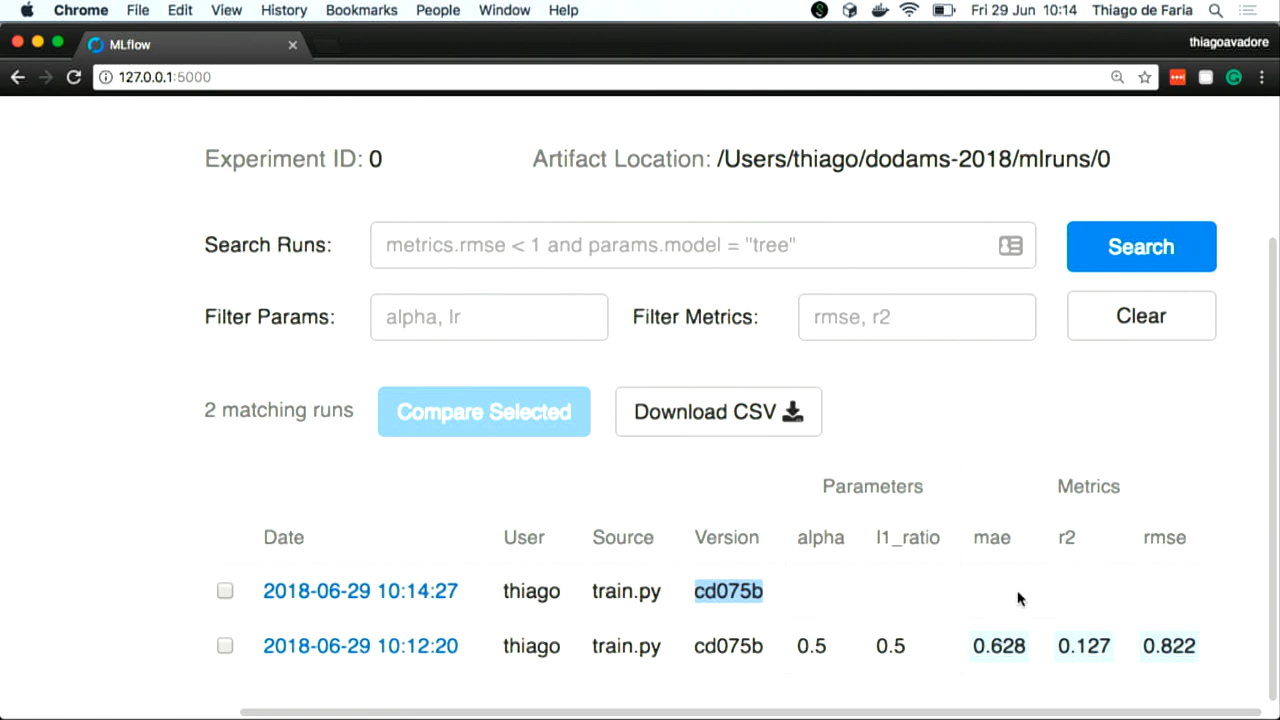 Chrome File Edit View History Bookmarks People Window Help Fri 29 Jun 10:14 Thiago de Faria
MLflow thiagoavadore
127.0.0.1:5000
Experiment ID: 0 Artifact Location: /Users/thiago/dodams-2018/mlruns/0
Search Runs: metrics.rmse < 1 and params.model = "tree" Search
Filter Params: alpha, lr Filter Metrics: rmse, r2 Clear
2 matching runs Compare Selected Download CSV
Parameters Metrics
Date User Source Version alpha l1_ratio mae r2 rmse
2018-06-29 10:14:27 thiago train.py cd075b
2018-06-29 10:12:20 thiago train.py cd075b 0.5 0.5 0.628 0.127 0.822